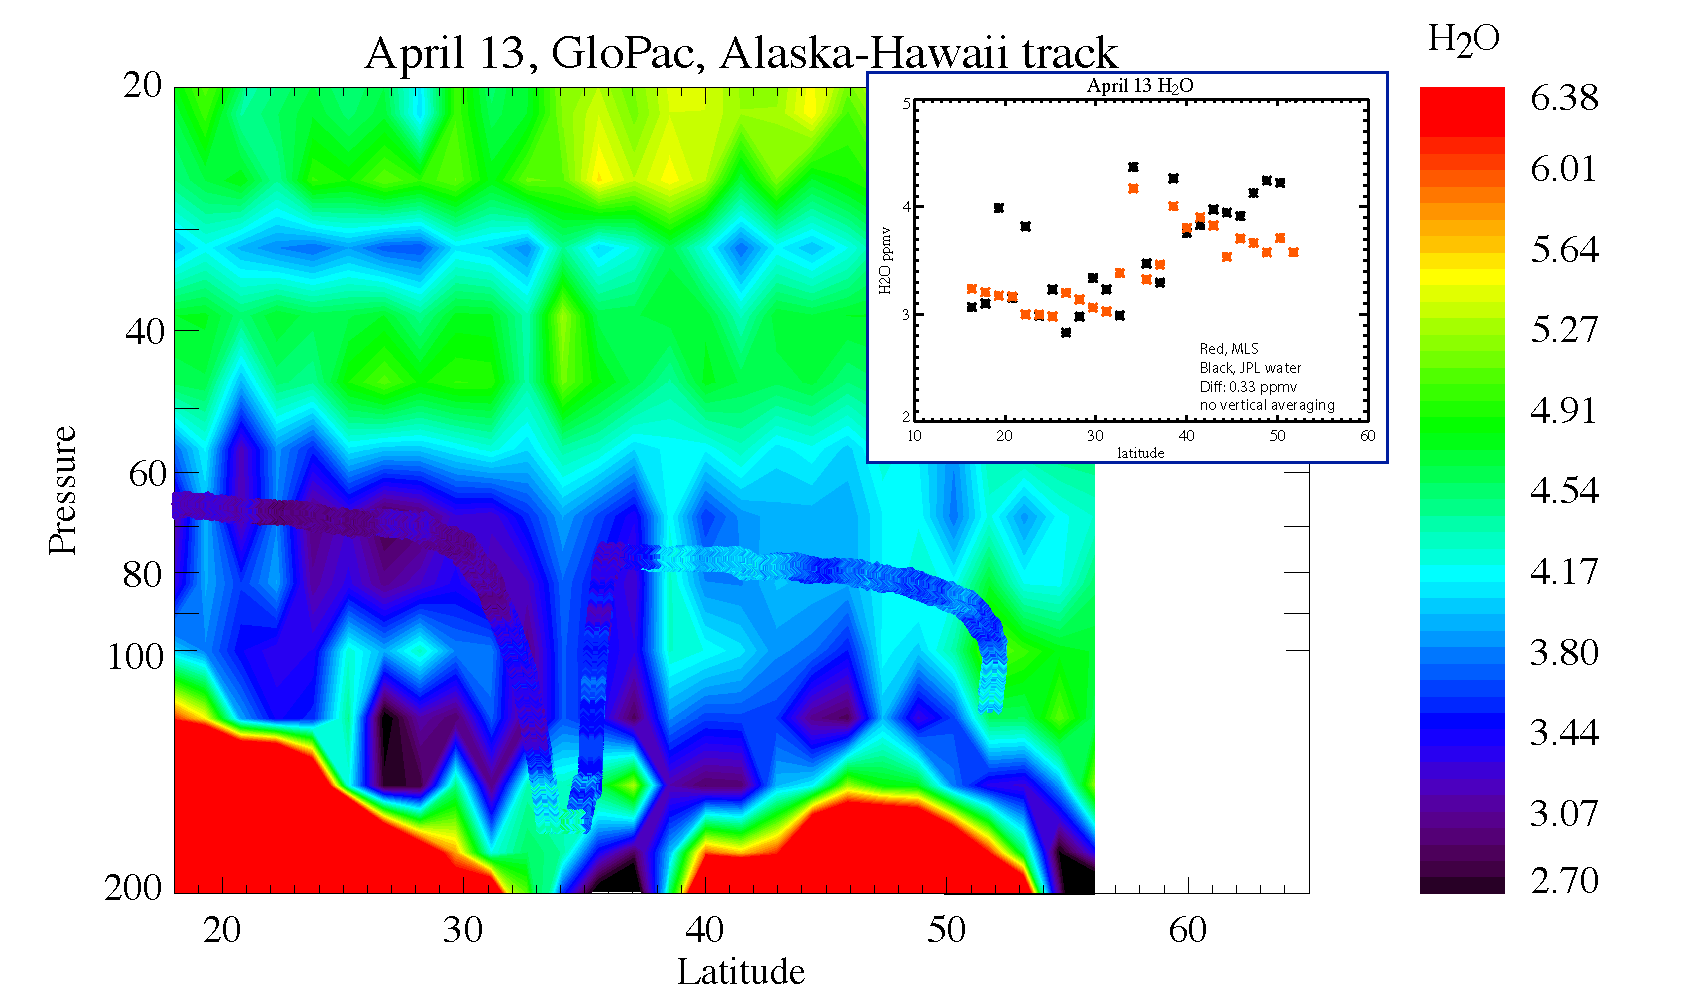 April 13, GloPac, Alaska-Hawaii track
H2O
20
40
60
80
100
200
Pressure
20 30 40 50 60
Latitude
April 13 H2O
5
4
3
2
H2O ppmv
10 20 30 40 50 60
latitude
Red, MLS
Black, JPL water
Diff: 0.33 ppmv
no vertical averaging
6.38
6.01
5.64
5.27
4.91
4.54
4.17
3.80
3.44
3.07
2.70